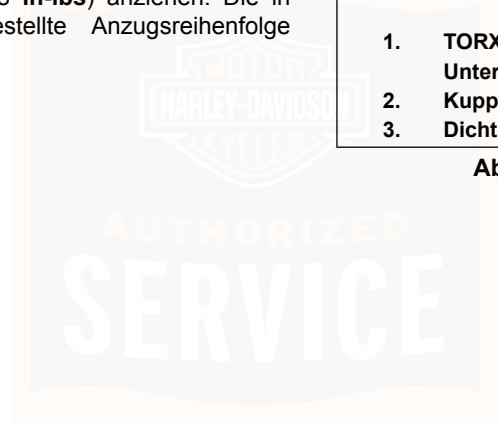 in-lbs) anziehen. Die in
estellte Anzugsreihenfolge
1. TORX
Unter
2. Kupp
3. Dicht
Ab
MOTOR
HARLEY-DAVIDSON
CYCLES
AUTHORIZED
SERVICE